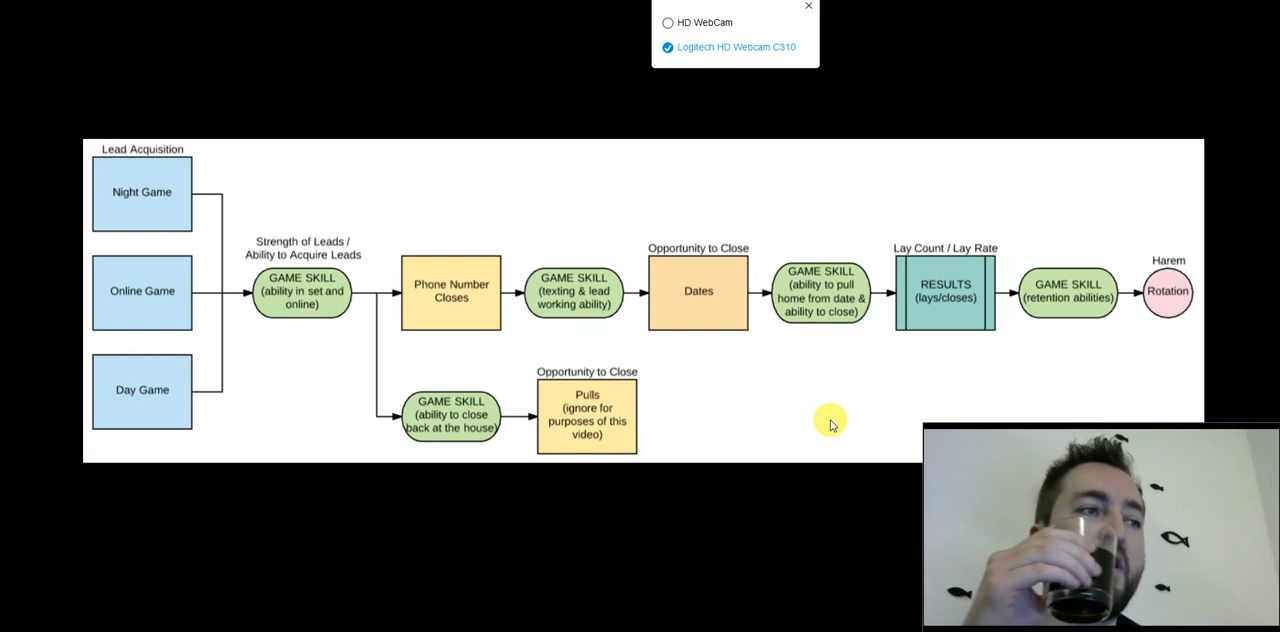 HD WebCam
Logitech HD Webcam C310
Lead Acquisition
Night Game
Online Game
Day Game
Strength of Leads /
Ability to Acquire Leads
GAME SKILL
(ability in set and
online)
Phone Number
Closes
GAME SKILL
(texting & lead
working ability)
Opportunity to Close
Dates
GAME SKILL
(ability to pull
home from date &
ability to close)
Lay Count / Lay Rate
RESULTS
(lays/closes)
GAME SKILL
(retention abilities)
Harem
Rotation
GAME SKILL
(ability to close
back at the house)
Opportunity to Close
Pulls
(ignore for
purposes of this
video)